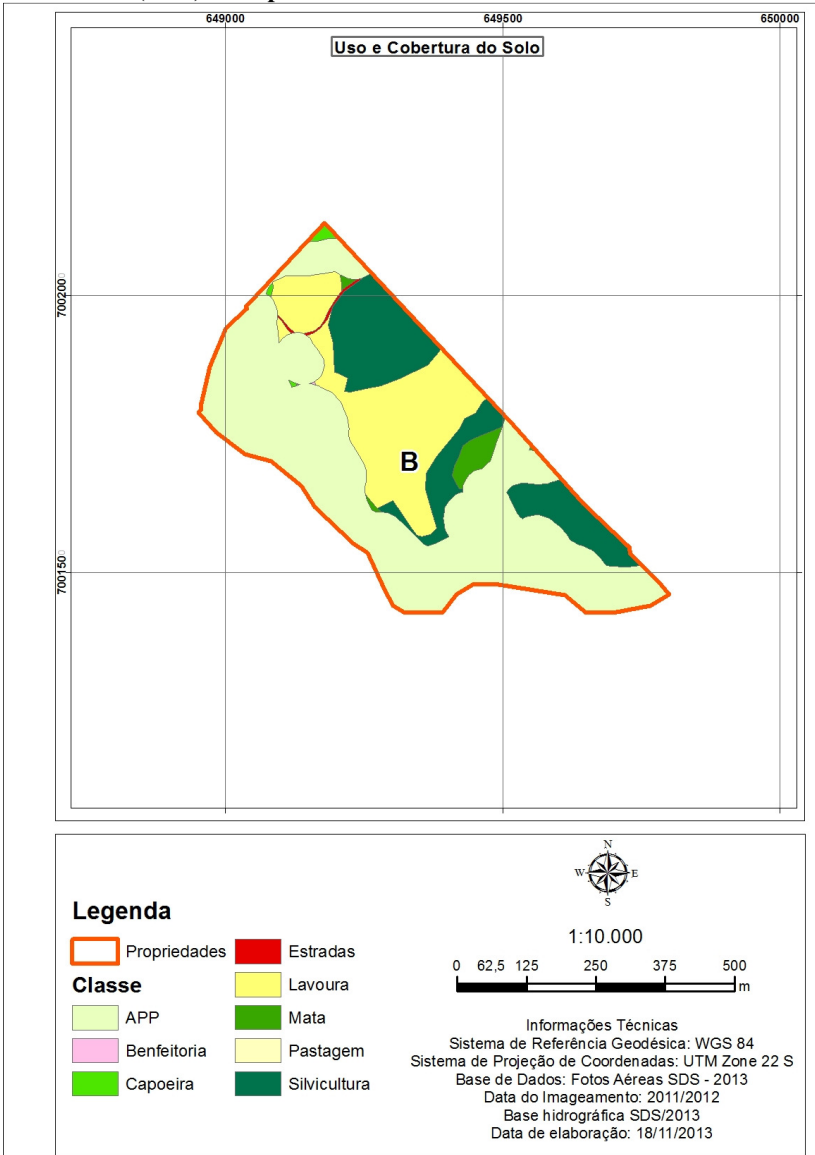 649000 649500 650000
Uso e Cobertura do Solo
7002000
B
7001500
N
W E
S
Legenda
1:10.000
Propriedades
Estradas
0 62,5 125 250 375 500
m
Classe
Lavoura
APP
Mata
Informações Técnicas
Benfeitoria
Pastagem
Sistema de Referência Geodésica: WGS 84
Sistema de Projeção de Coordenadas: UTM Zone 22 S
Capoeira
Silvicultura
Base de Dados: Fotos Aéreas SDS - 2013
Data do Imageamento: 2011/2012
Base hidrográfica SDS/2013
Data de elaboração: 18/11/2013